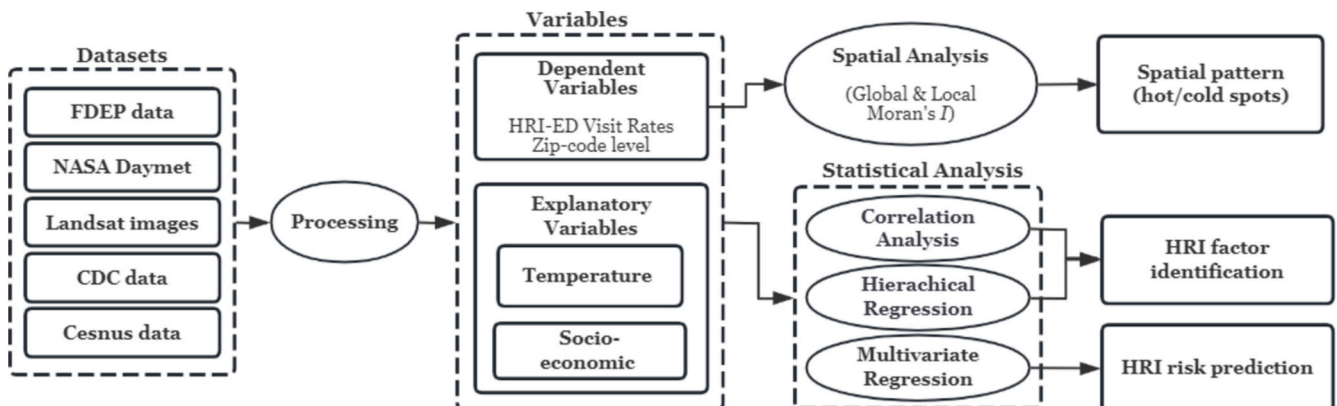 Datasets
FDEP data
NASA Daymet
Landsat images
CDC data
Cesnus data
Processing
Variables
Dependent
Variables
HRI-ED Visit Rates
Zip-code level
Explanatory
Variables
Temperature
Socio-
economic
Spatial Analysis
(Global & Local
Moran's I)
Spatial pattern
(hot/cold spots)
Statistical Analysis
Correlation
Analysis
Hierachical
Regression
Multivariate
Regression
HRI factor
identification
HRI risk prediction